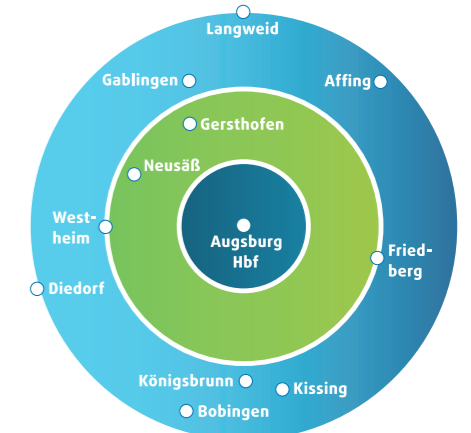 Langweid
Gablingen
Affing
Gersthofen
Neusäß
West-
heim
Augsburg
Hbf
Fried-
berg
Diedorf
Königsbrunn
Kissing
Bobingen